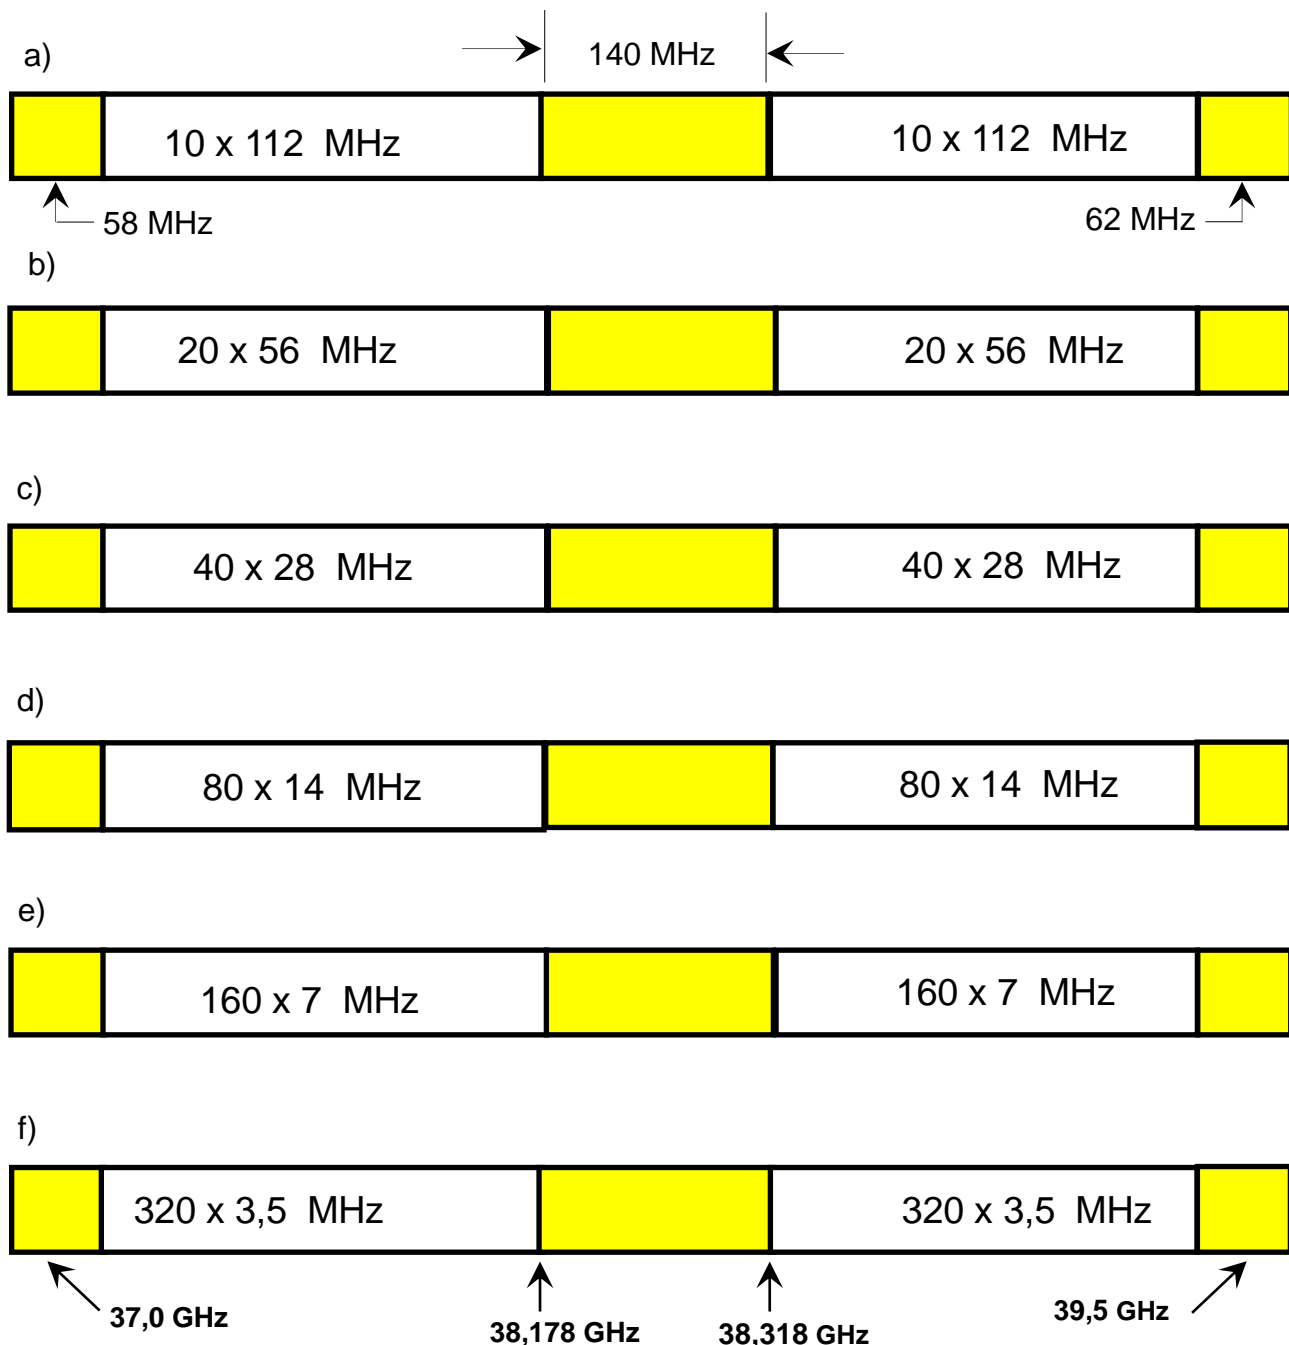 a)
140 MHz
10 x 112 MHz
10 x 112 MHz
58 MHz
62 MHz
b)
20 x 56 MHz
20 x 56 MHz
c)
40 x 28 MHz
40 x 28 MHz
d)
80 x 14 MHz
80 x 14 MHz
e)
160 x 7 MHz
160 x 7 MHz
f)
320 x 3,5 MHz
320 x 3,5 MHz
37,0 GHz
38,178 GHz
38,318 GHz
39,5 GHz